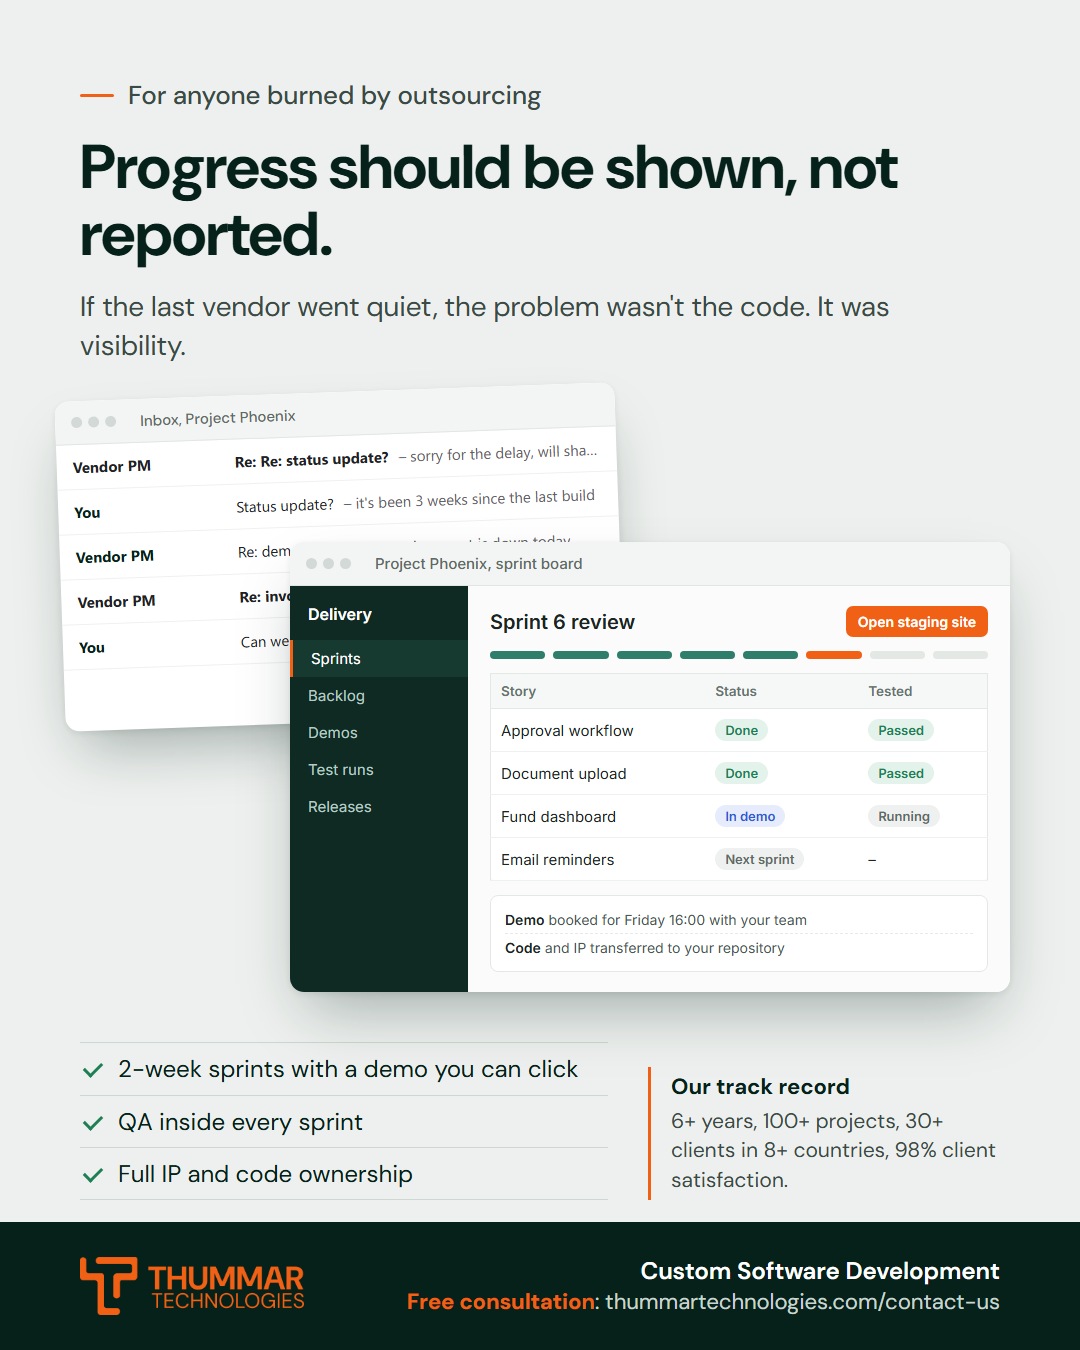 For anyone burned by outsourcing
Progress should be shown, not
reported.
If the last vendor went quiet, the problem wasn't the code. It was
visibility.
Inbox, Project Phoenix
Vendor PM Re: Re: status update? – sorry for the delay, will sha...
You Status update? – it's been 3 weeks since the last build
Vendor PM Re: dem
Vendor PM Re:
You Can we
Project Phoenix, sprint board
Delivery
Sprints
Backlog
Demos
Test runs
Releases
Sprint 6 review
Open staging site
Story Status Tested
Approval workflow Done Passed
Document upload Done Passed
Fund dashboard In demo Running
Email reminders Next sprint –
Demo booked for Friday 16:00 with your team
Code and IP transferred to your repository
2-week sprints with a demo you can click
QA inside every sprint
Full IP and code ownership
Our track record
6+ years, 100+ projects, 30+
clients in 8+ countries, 98% client
satisfaction.
THUMMAR
TECHNOLOGIES
Custom Software Development
Free consultation: thummartechnologies.com/contact-us